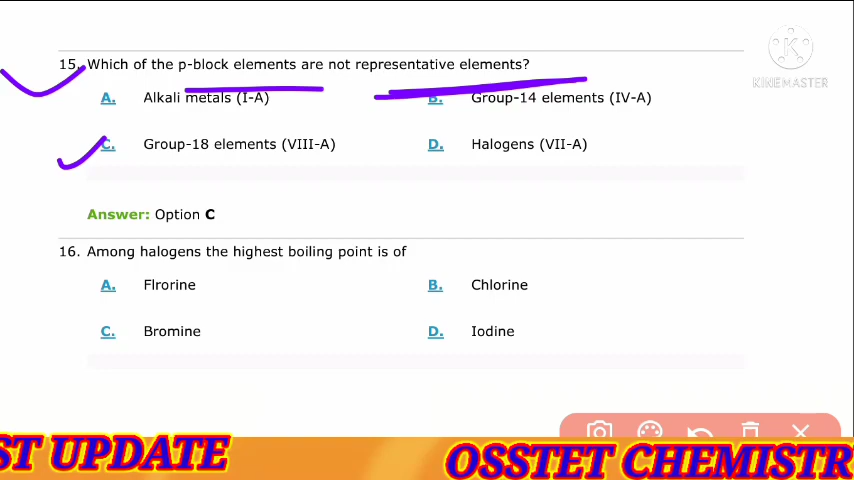 15. Which of the p-block elements are not representative elements?
A. Alkali metals (I-A) B. Group-14 elements (IV-A)
C. Group-18 elements (VIII-A) D. Halogens (VII-A)
Answer: Option C
16. Among halogens the highest boiling point is of
A. Flrorine B. Chlorine
C. Bromine D. Iodine
K
KINEMASTER
ST UPDATE OSSTET CHEMISTR